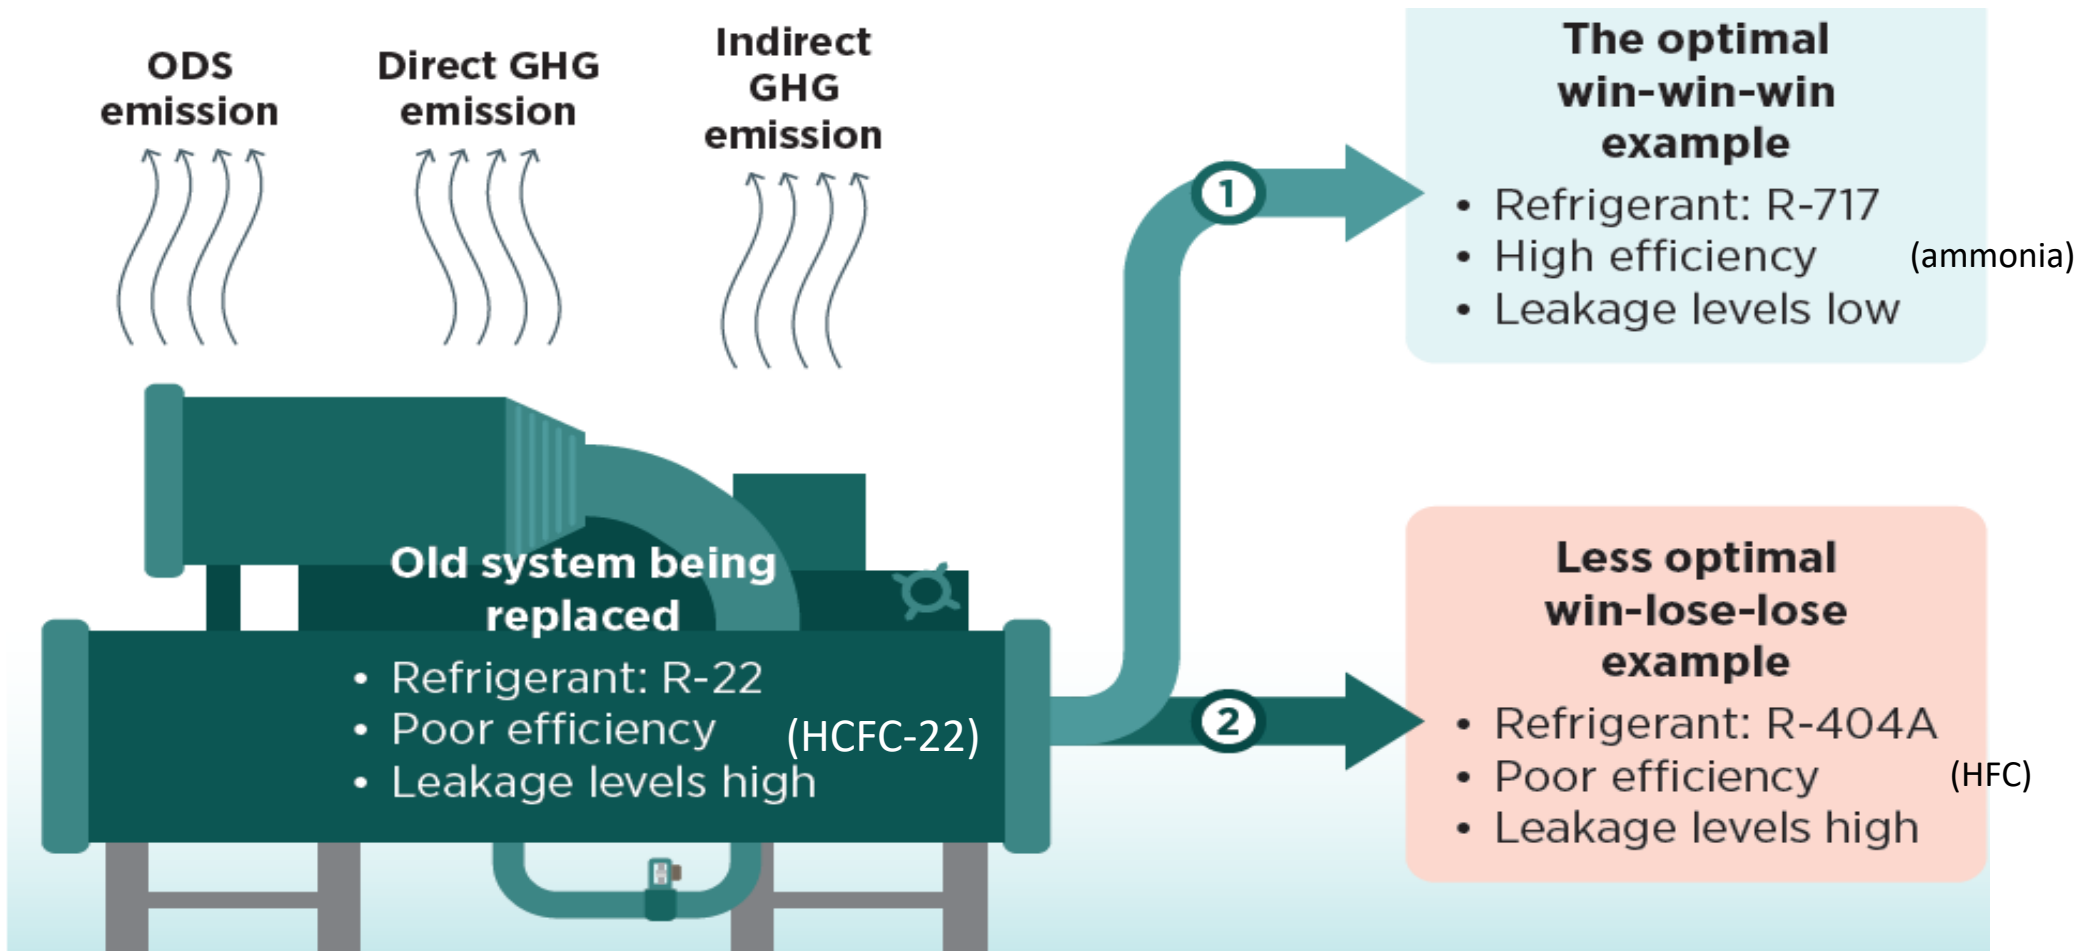 ODS
emission
Direct GHG
emission
Indirect
GHG
emission
Old system being
replaced
• Refrigerant: R-22
• Poor efficiency
(HCFC-22)
• Leakage levels high
1
The optimal
win-win-win
example
• Refrigerant: R-717
• High efficiency
(ammonia)
• Leakage levels low
2
Less optimal
win-lose-lose
example
• Refrigerant: R-404A
• Poor efficiency
(HFC)
• Leakage levels high